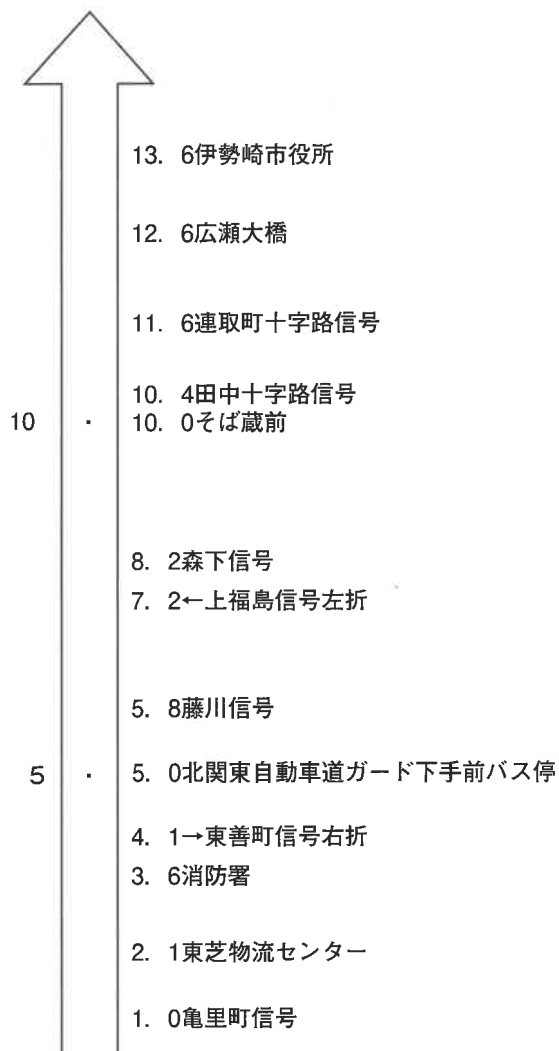 13. 6伊勢崎市役所
12. 6広瀬大橋
11. 6連取町十字路信号
10. 4田中十字路信号
10 ・ 10. 0そば蔵前
8. 2森下信号
7. 2←上福島信号左折
5. 8藤川信号
5 ・ 5. 0北関東自動車道ガード下手前バス停
4. 1→東善町信号右折
3. 6消防署
2. 1東芝物流センター
1. 0亀里町信号